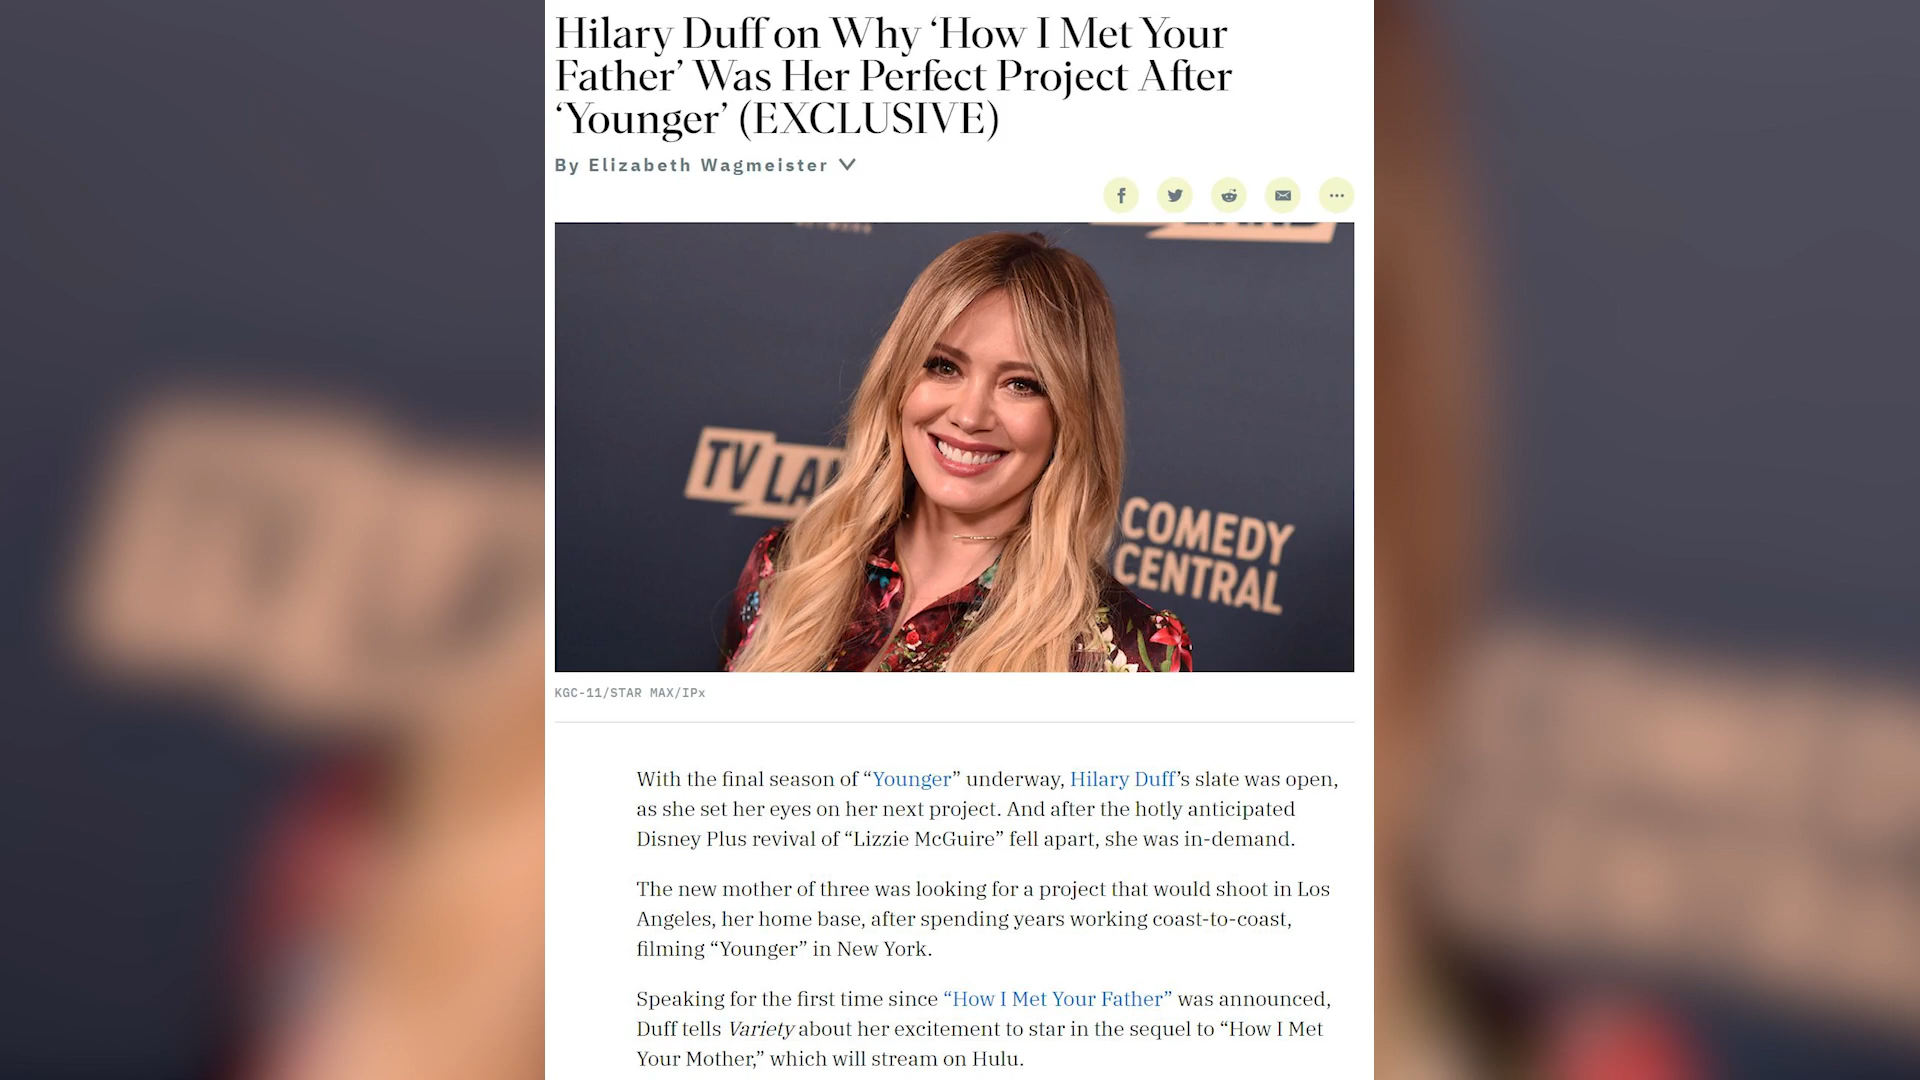 Hilary Duff on Why ‘How I Met Your
Father’ Was Her Perfect Project After
‘Younger’ (EXCLUSIVE)
By Elizabeth Wagmeister
TV LA
COMEDY
CENTRAL
KGC-11/STAR MAX/IPx
With the final season of “Younger” underway, Hilary Duff’s slate was open,
as she set her eyes on her next project. And after the hotly anticipated
Disney Plus revival of “Lizzie McGuire” fell apart, she was in-demand.
The new mother of three was looking for a project that would shoot in Los
Angeles, her home base, after spending years working coast-to-coast,
filming “Younger” in New York.
Speaking for the first time since “How I Met Your Father” was announced,
Duff tells Variety about her excitement to star in the sequel to “How I Met
Your Mother,” which will stream on Hulu.